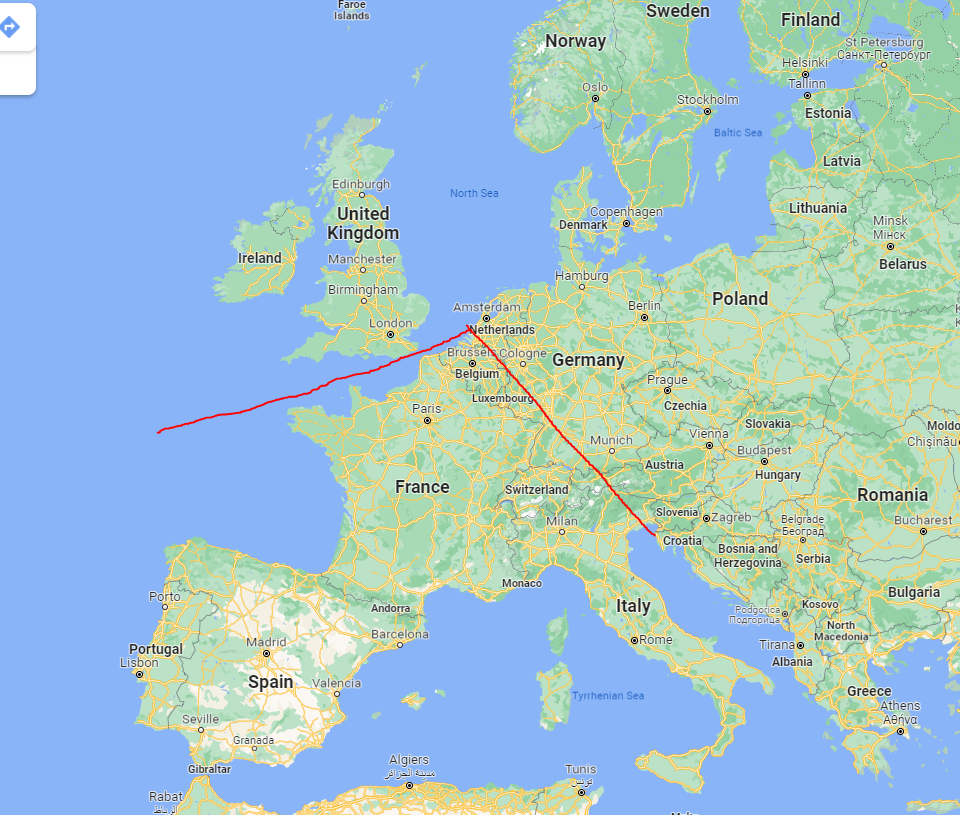 Faroe
Islands
Sweden
Finland
Norway
St Petersburg
Санкт-Петербург
Helsinki
Tallinn
Oslo
Stockholm
Estonia
Baltic Sea
Latvia
Edinburgh
North Sea
United
Kingdom
Copenhagen
Denmark
Lithuania
Minsk
Мінск
Ireland
Manchester
Belarus
Hamburg
Birmingham
Amsterdam
Berlin
Poland
London
Netherlands
Brussels
Cologne
Germany
Belgium
Prague
Luxembourg
Czechia
Paris
Slovakia
Moldo
Chișinău
Munich
Vienna
Budapest
Austria
Hungary
France
Switzerland
Romania
Slovenia
Zagreb
Milan
Belgrade
Београд
Bucharest
Croatia
Bosnia and
Herzegovina
Serbia
Monaco
Bulgaria
Porto
Andorra
Italy
Kosovo
Podgorica
Подгорица
North
Macedonia
Barcelona
Madrid
Rome
Tirana
Portugal
Lisbon
Albania
Spain
Valencia
Tyrrhenian Sea
Greece
Athens
Αθήνα
Seville
Granada
Algiers
مدينة الجزائر
Gibraltar
Tunis
تونس
Rabat
الرباط